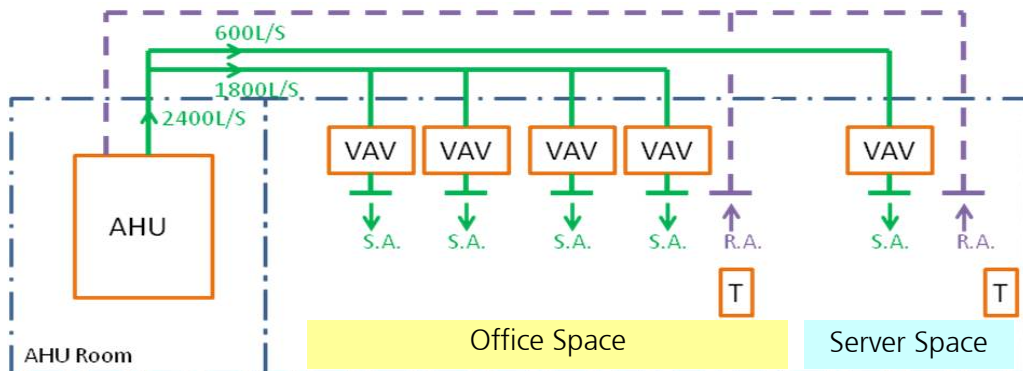 600L/S
1800L/S
2400L/S
VAV VAV VAV VAV VAV
AHU
S.A. S.A. S.A. S.A. R.A. S.A. R.A.
T T
Office Space Server Space
AHU Room